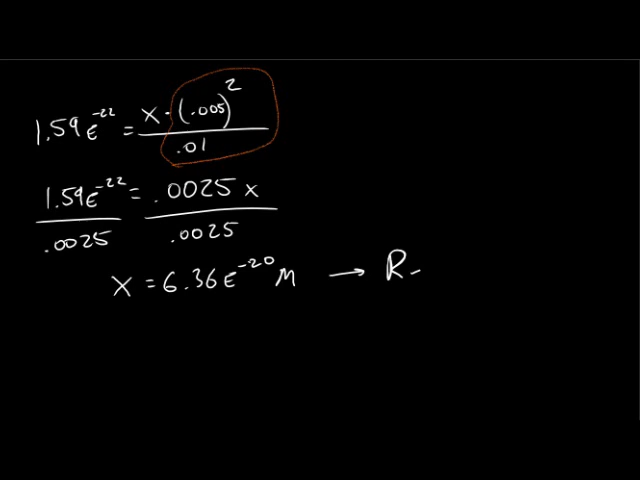 1.59E⁻²² = x · (.005)² / .01
1.59E⁻²² / .0025 = .0025 x / .0025
x = 6.36E⁻²⁰ M → R-